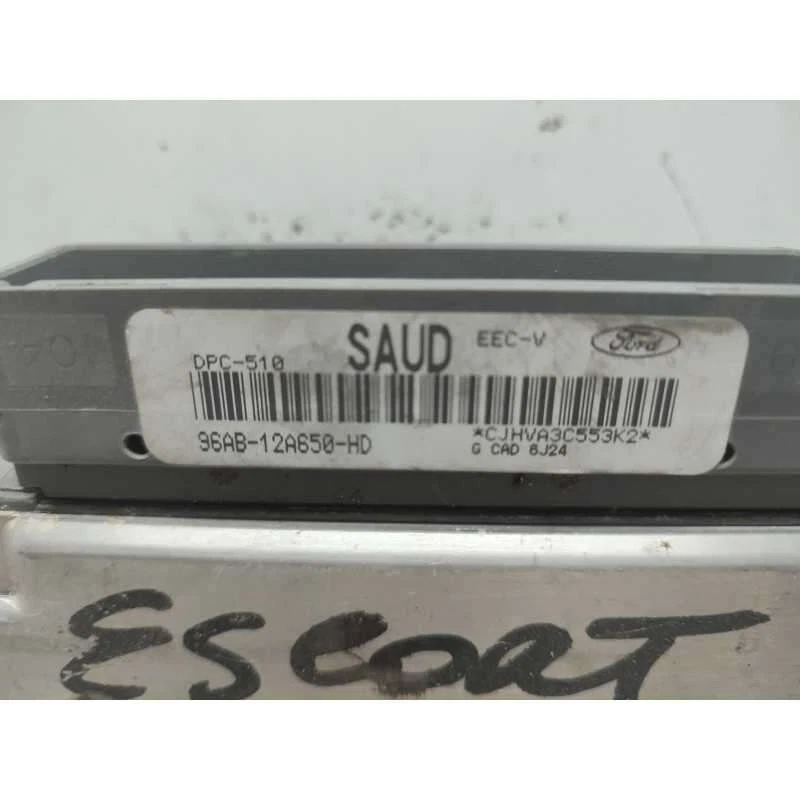 SAUD EEC-V Ford
DPC-510
96AB-12A650-HD *CJHVA3C553K2*
G CAD 6J24
ESCORT